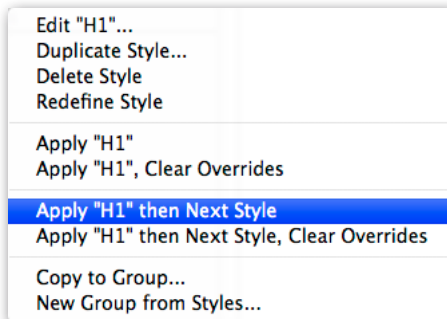 Edit "H1"...
Duplicate Style...
Delete Style
Redefine Style
Apply "H1"
Apply "H1", Clear Overrides
Apply "H1" then Next Style
Apply "H1" then Next Style, Clear Overrides
Copy to Group...
New Group from Styles...